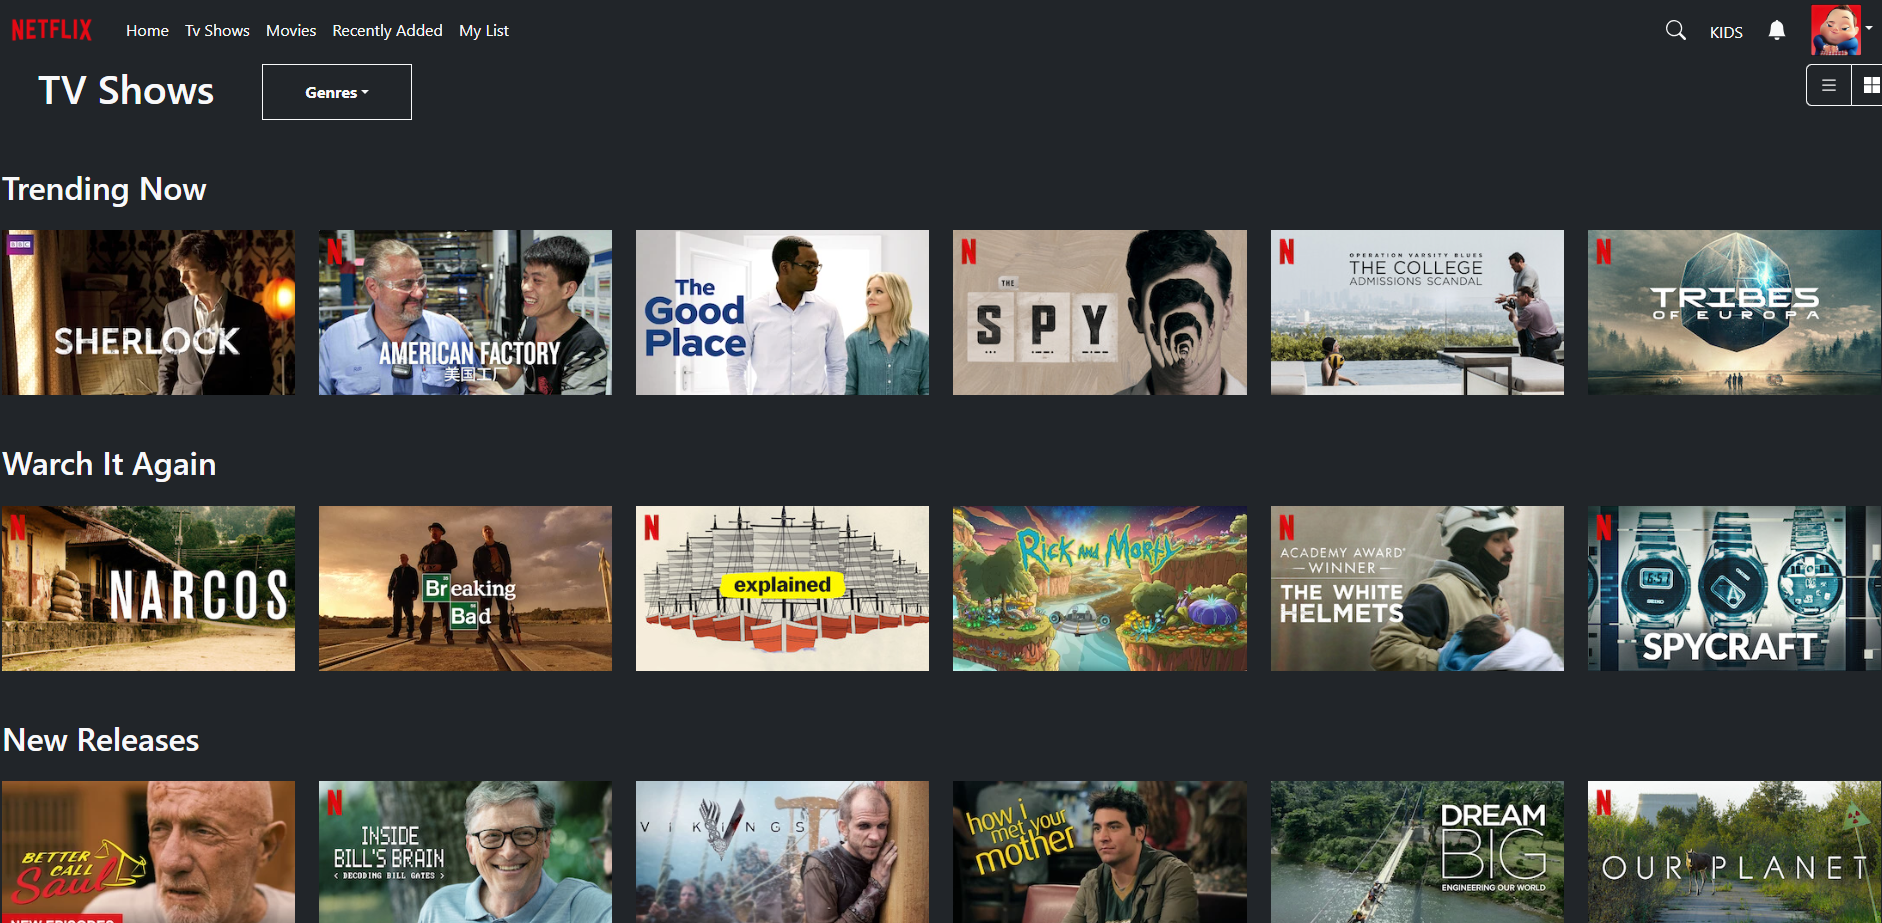 NETFLIX Home Tv Shows Movies Recently Added My List KIDS
TV Shows Genres
Trending Now
BBC
SHERLOCK
N
AMERICAN FACTORY
美国工厂
The
Good
Place
N
THE
SPY
N
OPERATION VARSITY BLUES
THE COLLEGE
ADMISSIONS SCANDAL
N
TRIBES
OF EUROPA
Warch It Again
N
NARCOS
Breaking
Bad
N
explained
Rick and Morty
N
ACADEMY AWARD®
WINNER
THE WHITE
HELMETS
N
6:51
SPYCRAFT
New Releases
BETTER
CALL
Saul
NEW EPISODES
N
INSIDE
BILL'S BRAIN
< DECODING BILL GATES >
VIKINGS
how i
met your
mother
DREAM
BIG
ENGINEERING OUR WORLD
N
OUR PLANET